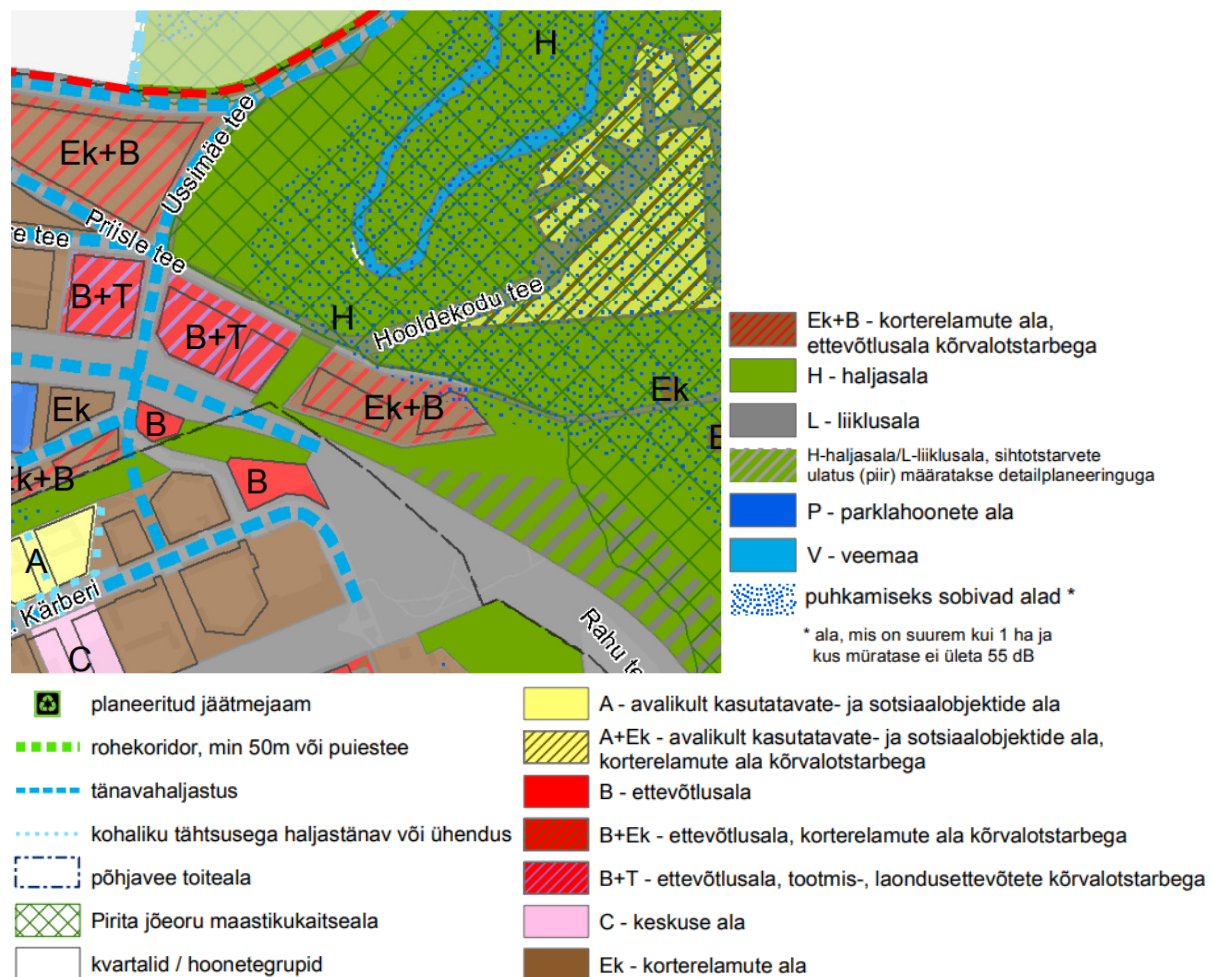 H
Ussimäe tee
Ek+B
Priisle tee
re tee
B+T
B+T
H
Hooldekodu tee
Ek
Ek+B
Ek
B
Ek+B
B
A
Kärberi
C
Rahu te
Ek+B - korterelamute ala,
ettevõtlusala kõrvalotstarbega
H - haljasala
L - liiklusala
H-haljasala/L-liiklusala, sihtotstarvete
ulatus (piir) määratakse detailplaneeringuga
P - parklahoonete ala
V - veemaa
puhkamiseks sobivad alad *
* ala, mis on suurem kui 1 ha ja
kus müratase ei ületa 55 dB
planeeritud jäätmejaam
rohekoridor, min 50m või puiestee
tänavahaljastus
kohaliku tähtsusega haljastänav või ühendus
põhjavee toiteala
Pirita jõeoru maastikukaitseala
kvartalid / hoonetegrupid
A - avalikult kasutatavate- ja sotsiaalobjektide ala
A+Ek - avalikult kasutatavate- ja sotsiaalobjektide ala,
korterelamute ala kõrvalotstarbega
B - ettevõtlusala
B+Ek - ettevõtlusala, korterelamute ala kõrvalotstarbega
B+T - ettevõtlusala, tootmis-, laondusettevõtete kõrvalotstarbega
C - keskuse ala
Ek - korterelamute ala